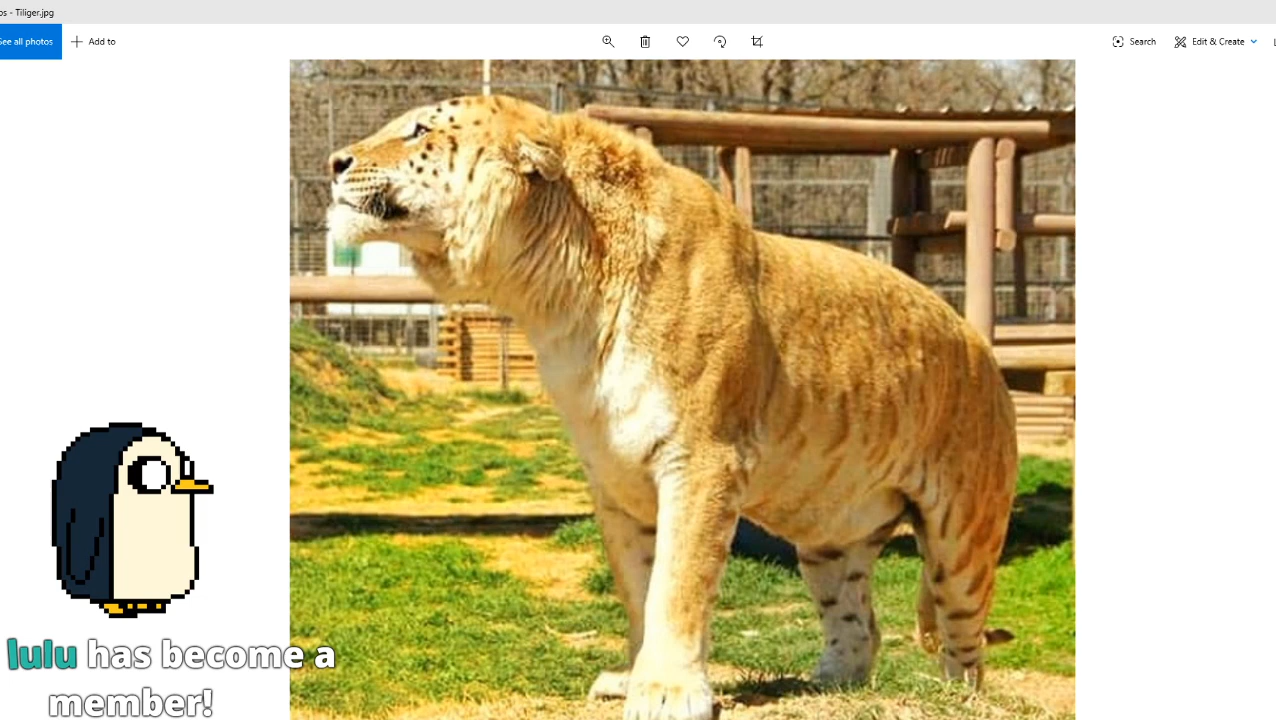 os - Tiliger.jpg
See all photos
Add to
Search
Edit & Create
lulu has become a
member!